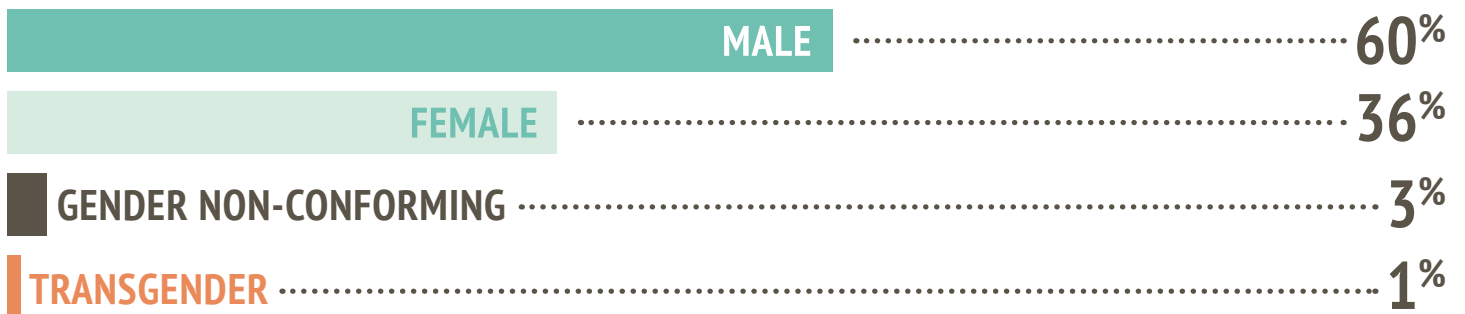 MALE 60%
FEMALE 36%
GENDER NON-CONFORMING 3%
TRANSGENDER 1%